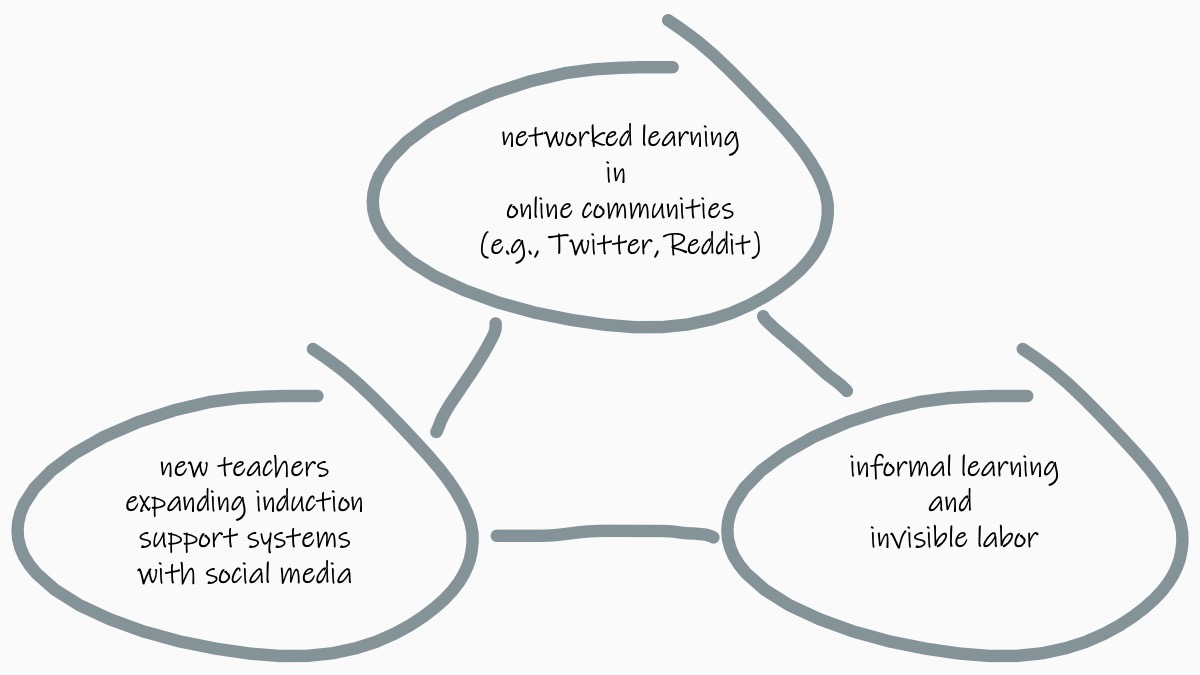 networked learning
in
online communities
(e.g., Twitter, Reddit)
new teachers
expanding induction
support systems
with social media
informal learning
and
invisible labor